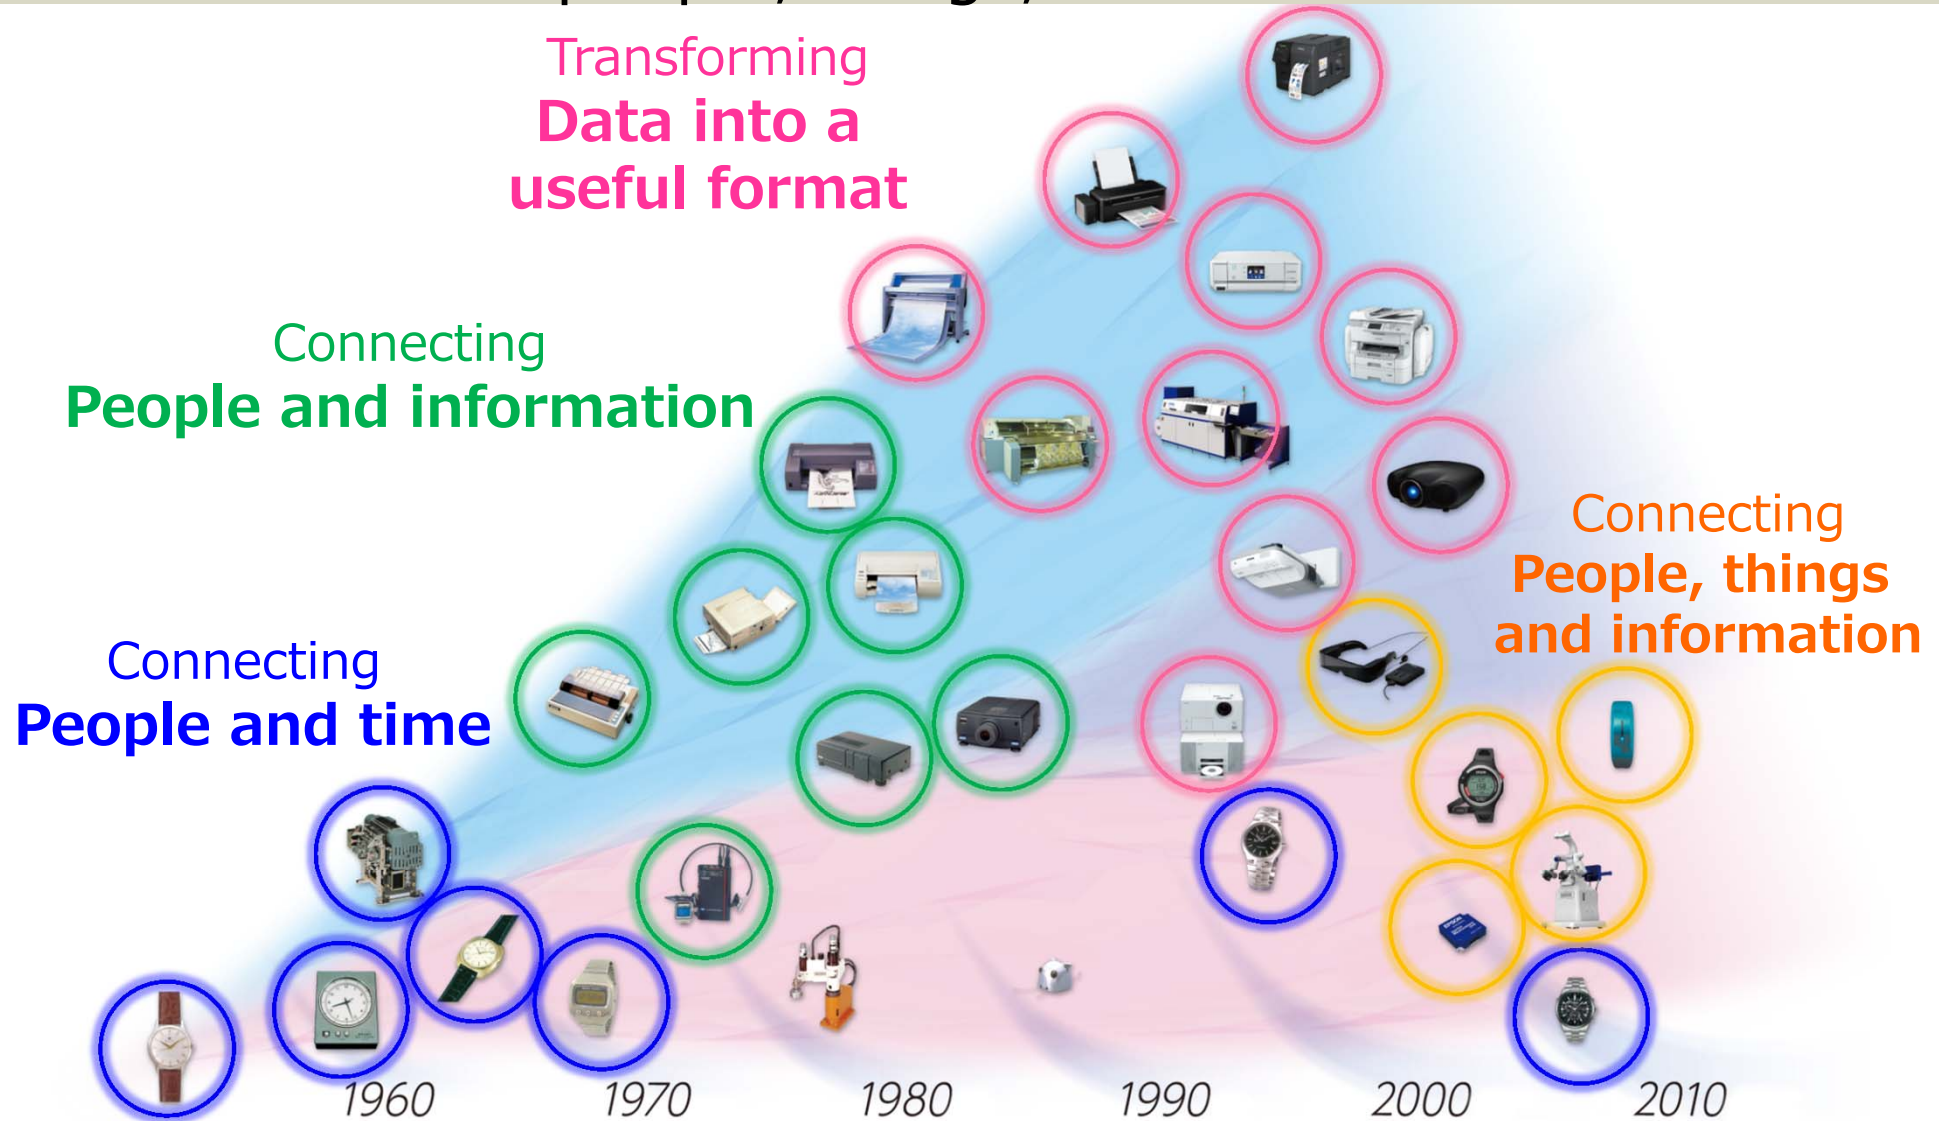 Transforming
Data into a
useful format
Connecting
People and information
Connecting
People, things
and information
Connecting
People and time
EPSON
1960
1970
1980
1990
2000
2010